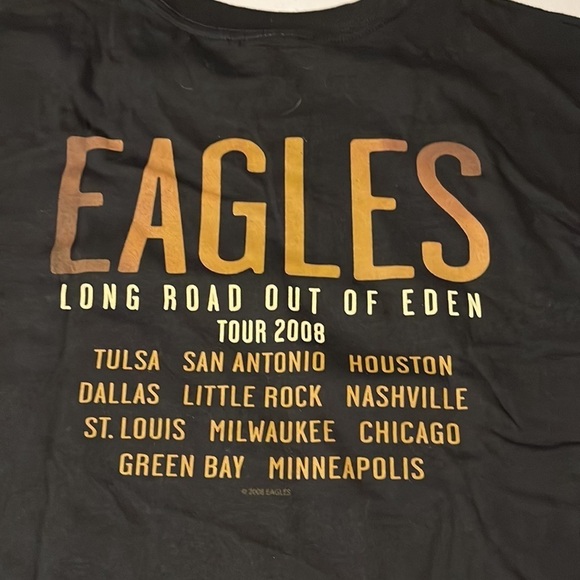 EAGLES
LONG ROAD OUT OF EDEN
TOUR 2008
TULSA SAN ANTONIO HOUSTON
DALLAS LITTLE ROCK NASHVILLE
ST. LOUIS MILWAUKEE CHICAGO
GREEN BAY MINNEAPOLIS
© 2008 EAGLES